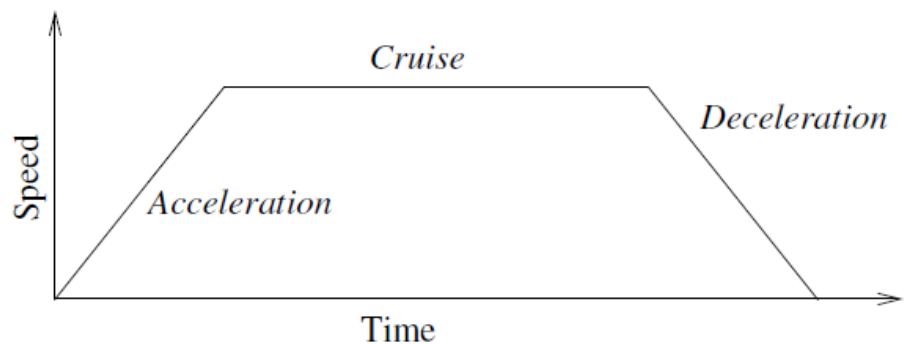 Cruise
Deceleration
Speed
Acceleration
Time